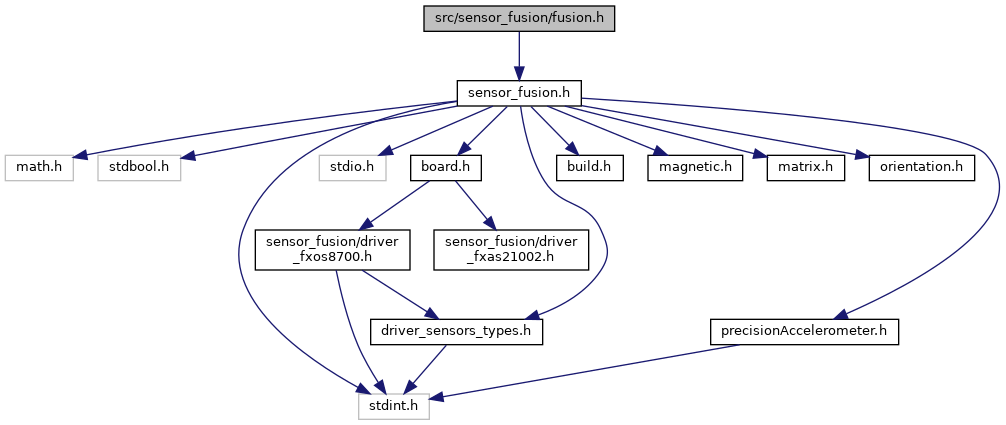 src/sensor_fusion/fusion.h
sensor_fusion.h
math.h
stdbool.h
stdio.h
board.h
build.h
magnetic.h
matrix.h
orientation.h
sensor_fusion/driver
_fxos8700.h
sensor_fusion/driver
_fxas21002.h
driver_sensors_types.h
precisionAccelerometer.h
stdint.h